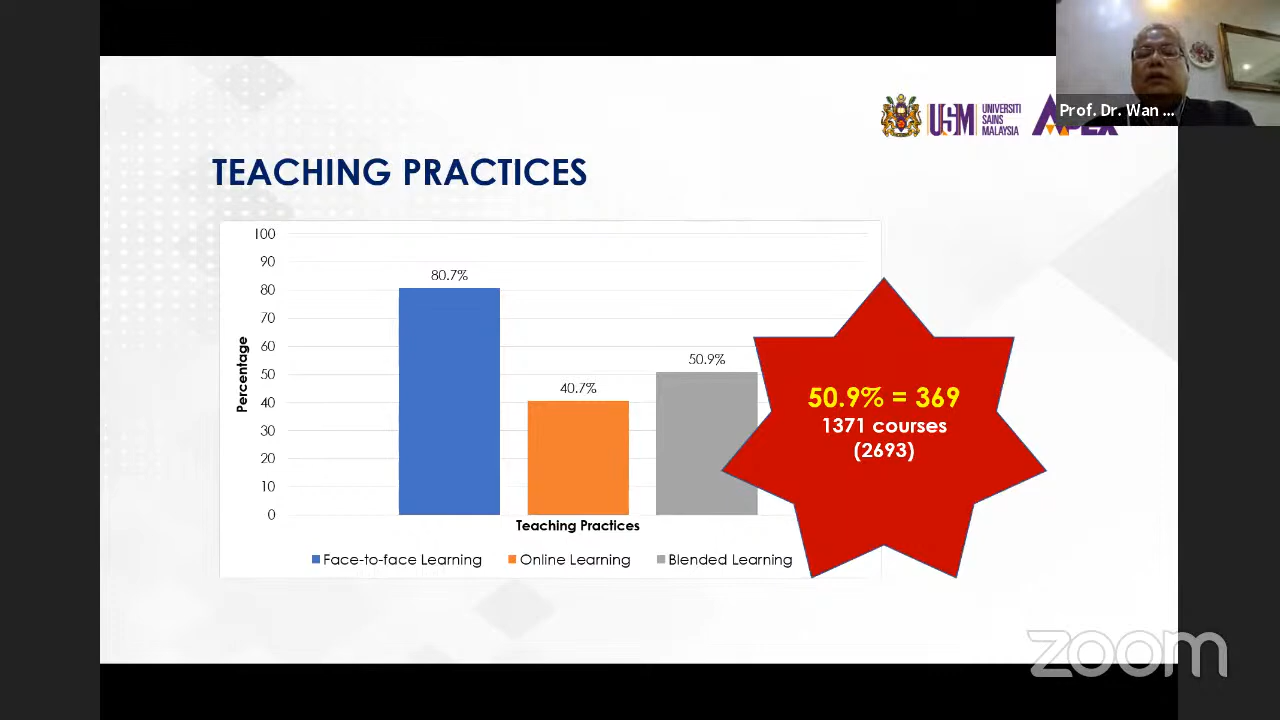 Prof. Dr. Wan ...
USM
UNIVERSITI
SAINS
MALAYSIA
APEX
TEACHING PRACTICES
100
90
80
70
60
50
40
30
20
10
0
Percentage
80.7%
40.7%
50.9%
Teaching Practices
Face-to-face Learning
Online Learning
Blended Learning
50.9% = 369
1371 courses
(2693)
zoom